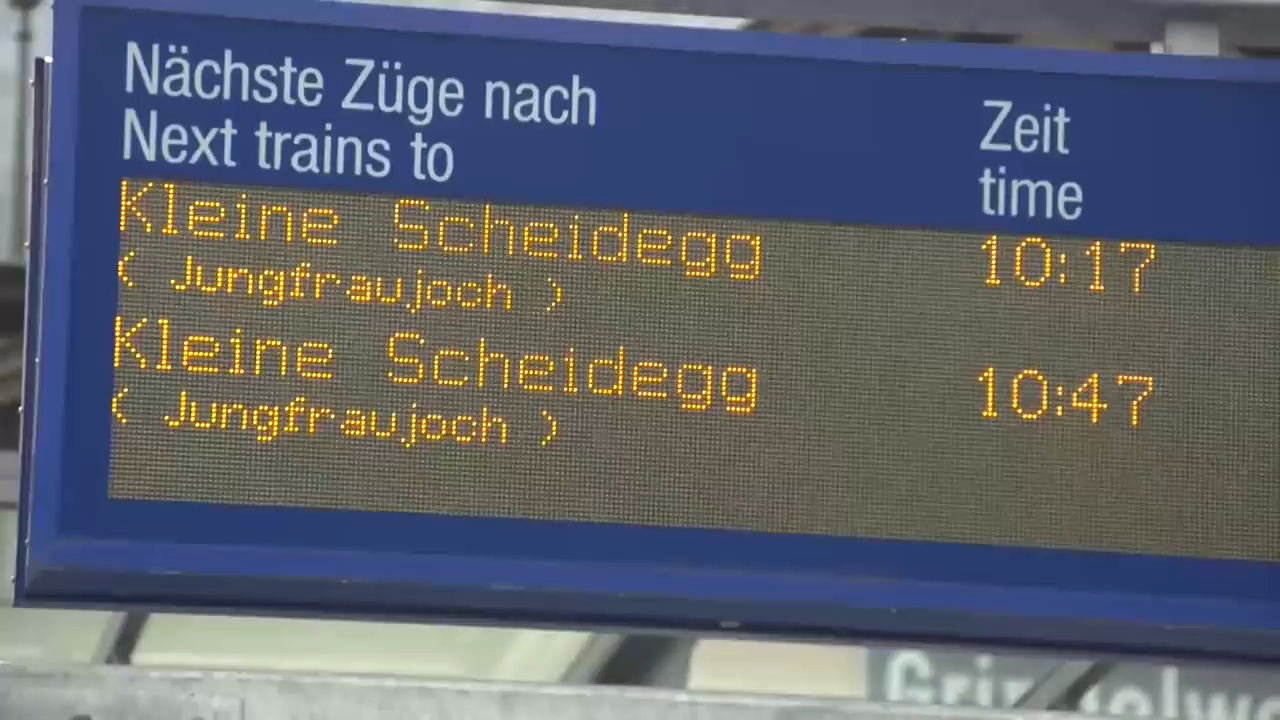 Nächste Züge nach
Next trains to
Zeit
time
Kleine Scheidegg 10:17
( Jungfraujoch )
Kleine Scheidegg 10:47
( Jungfraujoch )